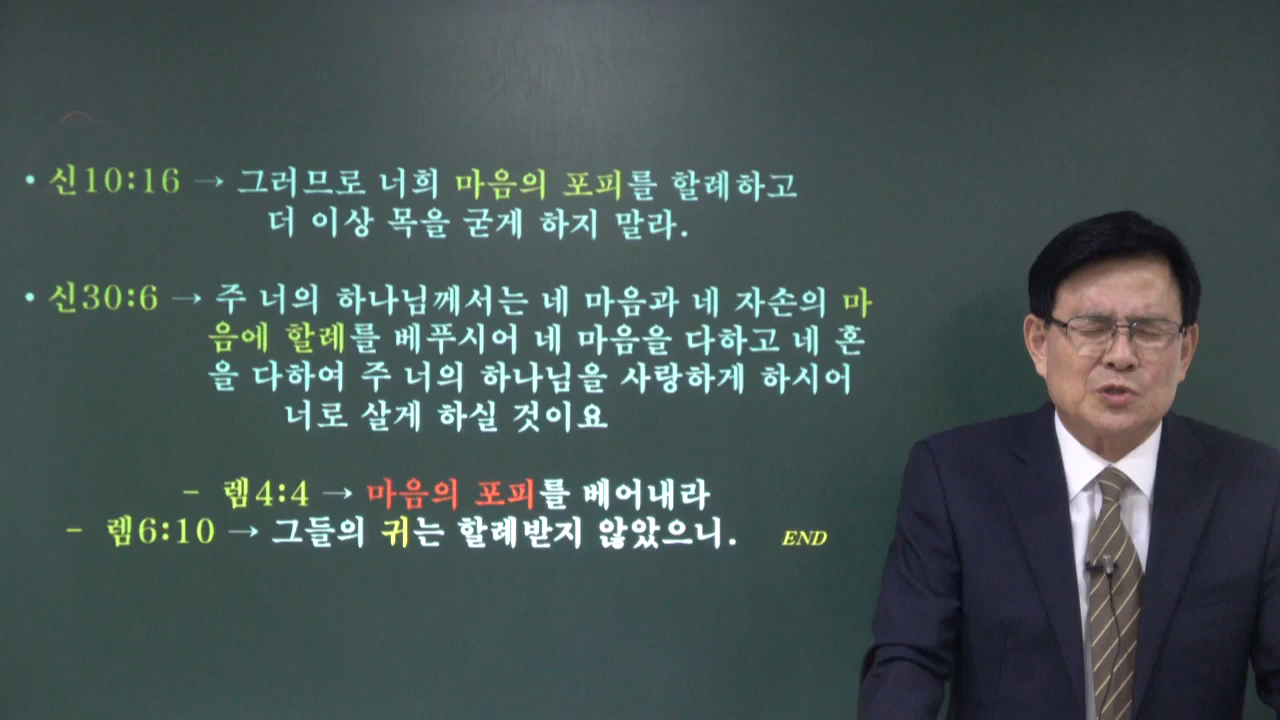 • 신10:16 → 그러므로 너희 마음의 포피를 할례하고
더 이상 목을 굳게 하지 말라.
• 신30:6 → 주 너의 하나님께서는 네 마음과 네 자손의 마
음에 할례를 베푸시어 네 마음을 다하고 네 혼
을 다하여 주 너의 하나님을 사랑하게 하시어
너로 살게 하실 것이요
- 렘4:4 → 마음의 포피를 베어내라
- 렘6:10 → 그들의 귀는 할례받지 않았으니. END